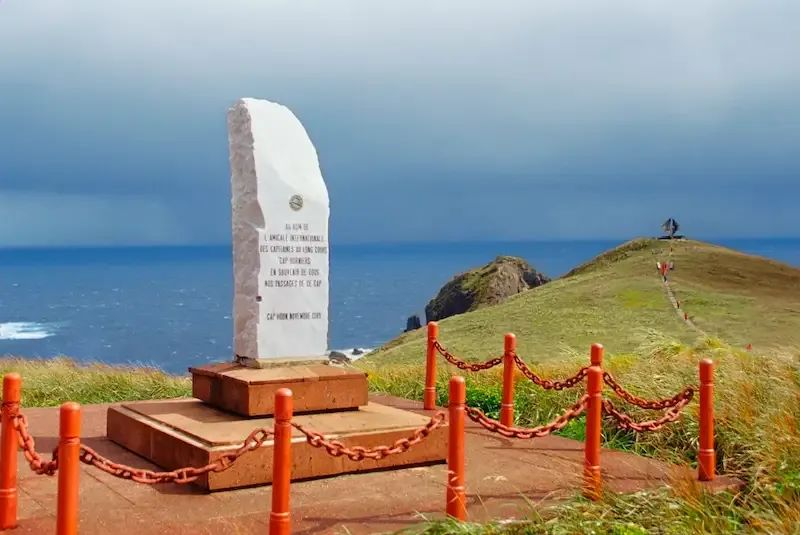 AU NOM DE
L'AMICALE INTERNATIONALE
DES CAPITAINES AU LONG COURS
"CAP HORNIERS"
EN SOUVENIR DE TOUS
NOS PASSAGES DE CE CAP
CAP HORN NOVEMBRE